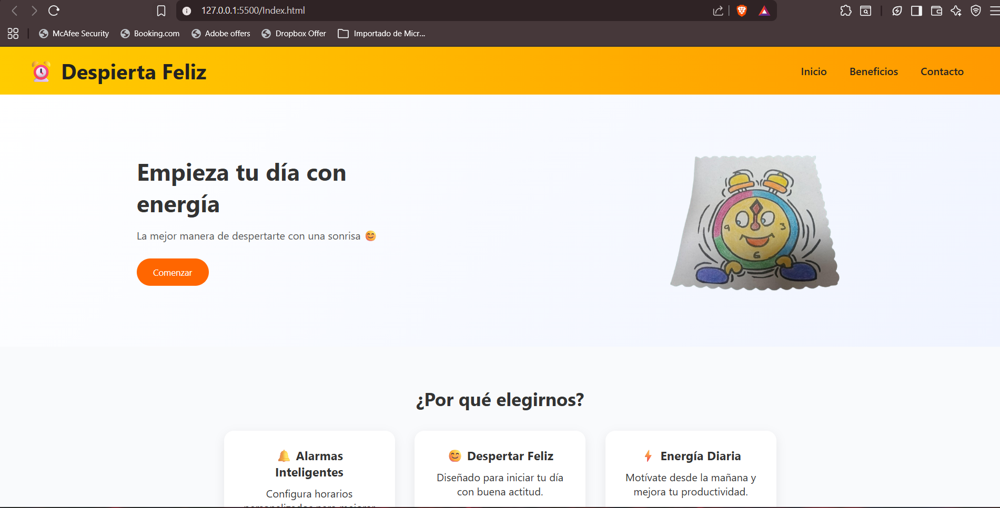 127.0.0.1:5500/Index.html
McAfee Security Booking.com Adobe offers Dropbox Offer Importado de Micr...
Despierta Feliz Inicio Beneficios Contacto
Empieza tu día con
energía
La mejor manera de despertarte con una sonrisa 😊
Comenzar
9 3
6
¿Por qué elegirnos?
🔔 Alarmas
Inteligentes
Configura horarios
personalizados para mejorar
😊 Despertar Feliz
Diseñado para iniciar tu día
con buena actitud.
⚡ Energía Diaria
Motívate desde la mañana y
mejora tu productividad.